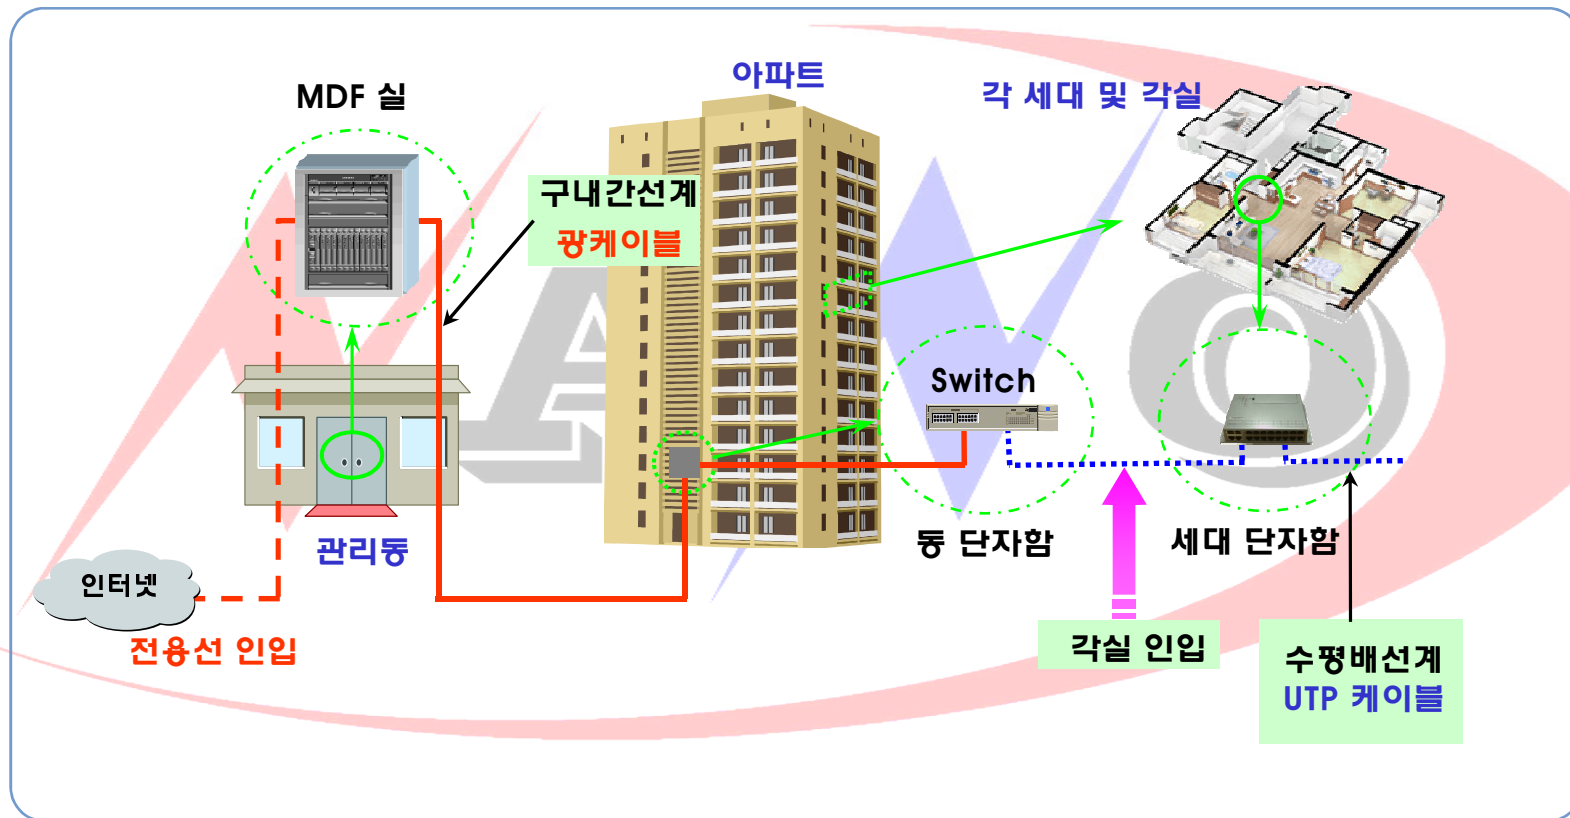 아파트
각 세대 및 각실
MDF 실
구내간선계
광케이블
Switch
동 단자함
세대 단자함
관리동
인터넷
전용선 인입
각실 인입
수평배선계
UTP 케이블